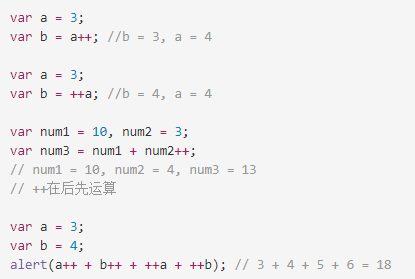 var a = 3;
var b = a++; //b = 3, a = 4
var a = 3;
var b = ++a; //b = 4, a = 4
var num1 = 10, num2 = 3;
var num3 = num1 + num2++;
// num1 = 10, num2 = 4, num3 = 13
// ++在后先运算
var a = 3;
var b = 4;
alert(a++ + b++ + ++a + ++b); // 3 + 4 + 5 + 6 = 18